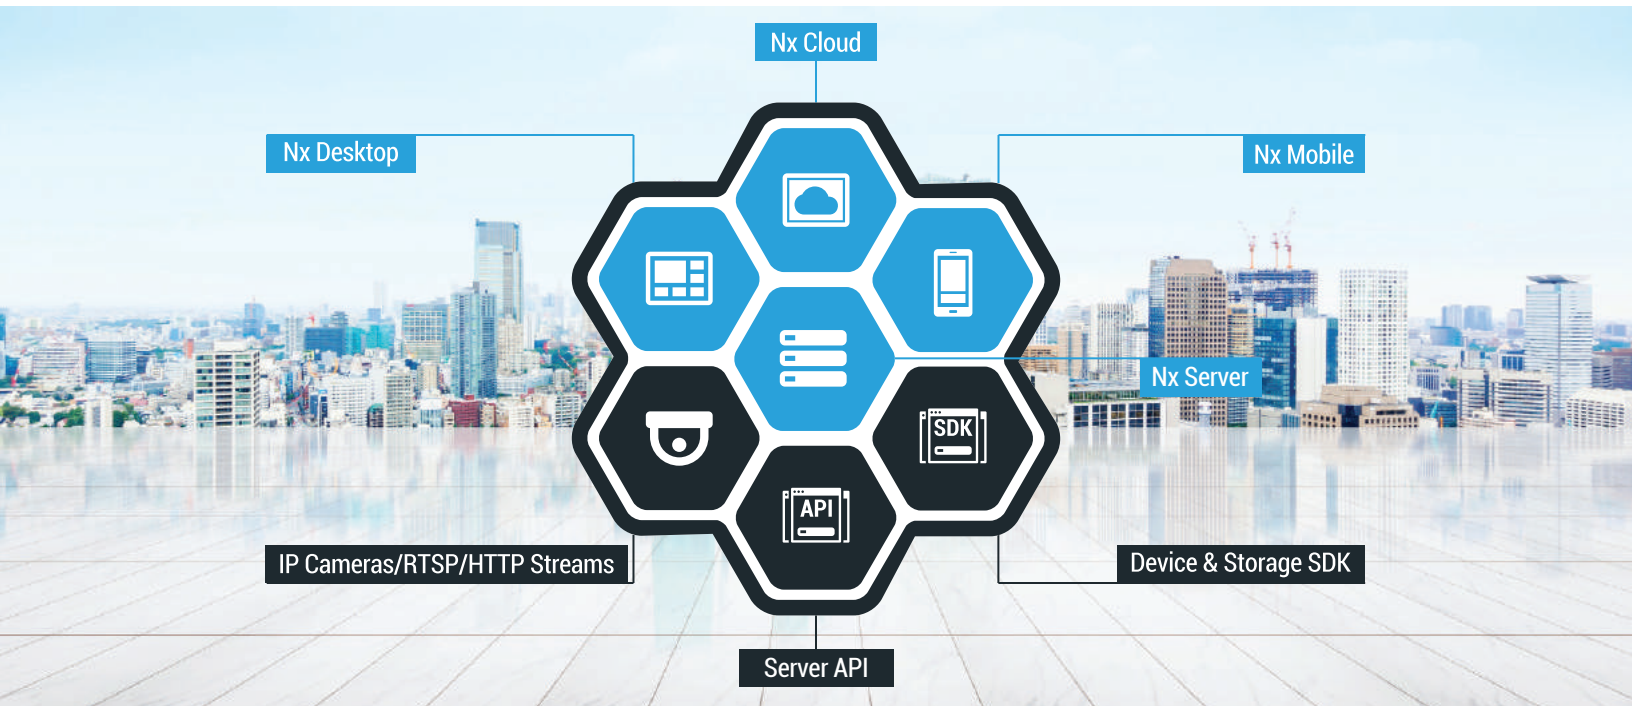 Nx Cloud
Nx Desktop
Nx Mobile
Nx Server
SDK
API
IP Cameras/RTSP/HTTP Streams
Device & Storage SDK
Server API